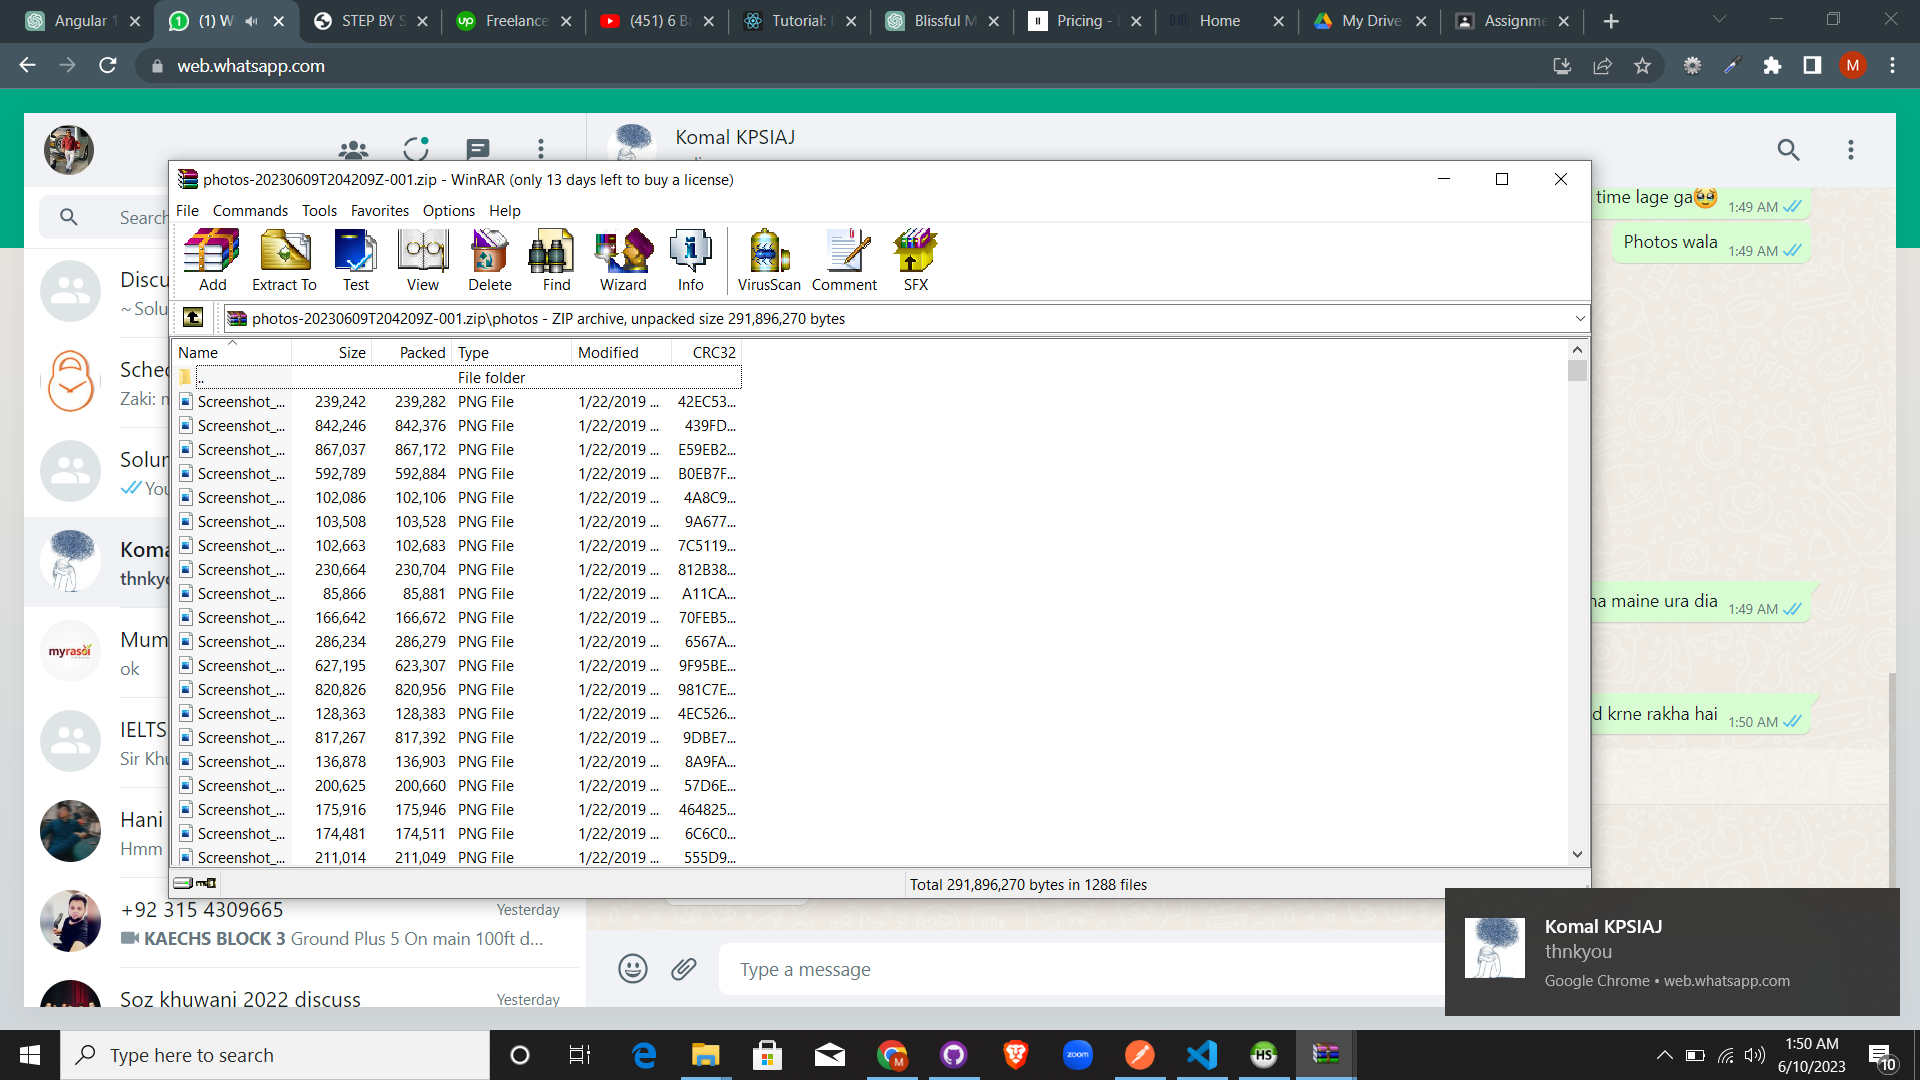 Angular 1
(1) W
STEP BY S
Freelance
(451) 6 Ba
Tutorial: I
Blissful M
Pricing -
Home
My Drive
Assignme
web.whatsapp.com
M
Komal KPSIAJ
photos-20230609T204209Z-001.zip - WinRAR (only 13 days left to buy a license)
File Commands Tools Favorites Options Help
Add Extract To Test View Delete Find Wizard Info VirusScan Comment SFX
photos-20230609T204209Z-001.zip\photos - ZIP archive, unpacked size 291,896,270 bytes
Name Size Packed Type Modified CRC32
.. File folder
Screenshot_... 239,242 239,282 PNG File 1/22/2019 ... 42EC53...
Screenshot_... 842,246 842,376 PNG File 1/22/2019 ... 439FD...
Screenshot_... 867,037 867,172 PNG File 1/22/2019 ... E59EB2...
Screenshot_... 592,789 592,884 PNG File 1/22/2019 ... B0EB7F...
Screenshot_... 102,086 102,106 PNG File 1/22/2019 ... 4A8C9...
Screenshot_... 103,508 103,528 PNG File 1/22/2019 ... 9A677...
Screenshot_... 102,663 102,683 PNG File 1/22/2019 ... 7C5119...
Screenshot_... 230,664 230,704 PNG File 1/22/2019 ... 812B38...
Screenshot_... 85,866 85,881 PNG File 1/22/2019 ... A11CA...
Screenshot_... 166,642 166,672 PNG File 1/22/2019 ... 70FEB5...
Screenshot_... 286,234 286,279 PNG File 1/22/2019 ... 6567A...
Screenshot_... 627,195 623,307 PNG File 1/22/2019 ... 9F95BE...
Screenshot_... 820,826 820,956 PNG File 1/22/2019 ... 981C7E...
Screenshot_... 128,363 128,383 PNG File 1/22/2019 ... 4EC526...
Screenshot_... 817,267 817,392 PNG File 1/22/2019 ... 9DBE7...
Screenshot_... 136,878 136,903 PNG File 1/22/2019 ... 8A9FA...
Screenshot_... 200,625 200,660 PNG File 1/22/2019 ... 57D6E...
Screenshot_... 175,916 175,946 PNG File 1/22/2019 ... 464825...
Screenshot_... 174,481 174,511 PNG File 1/22/2019 ... 6C6C0...
Screenshot_... 211,014 211,049 PNG File 1/22/2019 ... 555D9...
Total 291,896,270 bytes in 1288 files
Search
Discu
~ Solu
Sched
Zaki: n
Solun
You
Koma
thnkyo
Mum
myrasoi
ok
IELTS
Sir Khu
Hani
Hmm
+92 315 4309665 Yesterday
KAECHS BLOCK 3 Ground Plus 5 On main 100ft d...
Soz khuwani 2022 discuss Yesterday
time lage ga🥹 1:49 AM
Photos wala 1:49 AM
na maine ura dia 1:49 AM
d krne rakha hai 1:50 AM
Type a message
Komal KPSIAJ
thnkyou
Google Chrome • web.whatsapp.com
Type here to search
zoom
HS
1:50 AM
6/10/2023
10